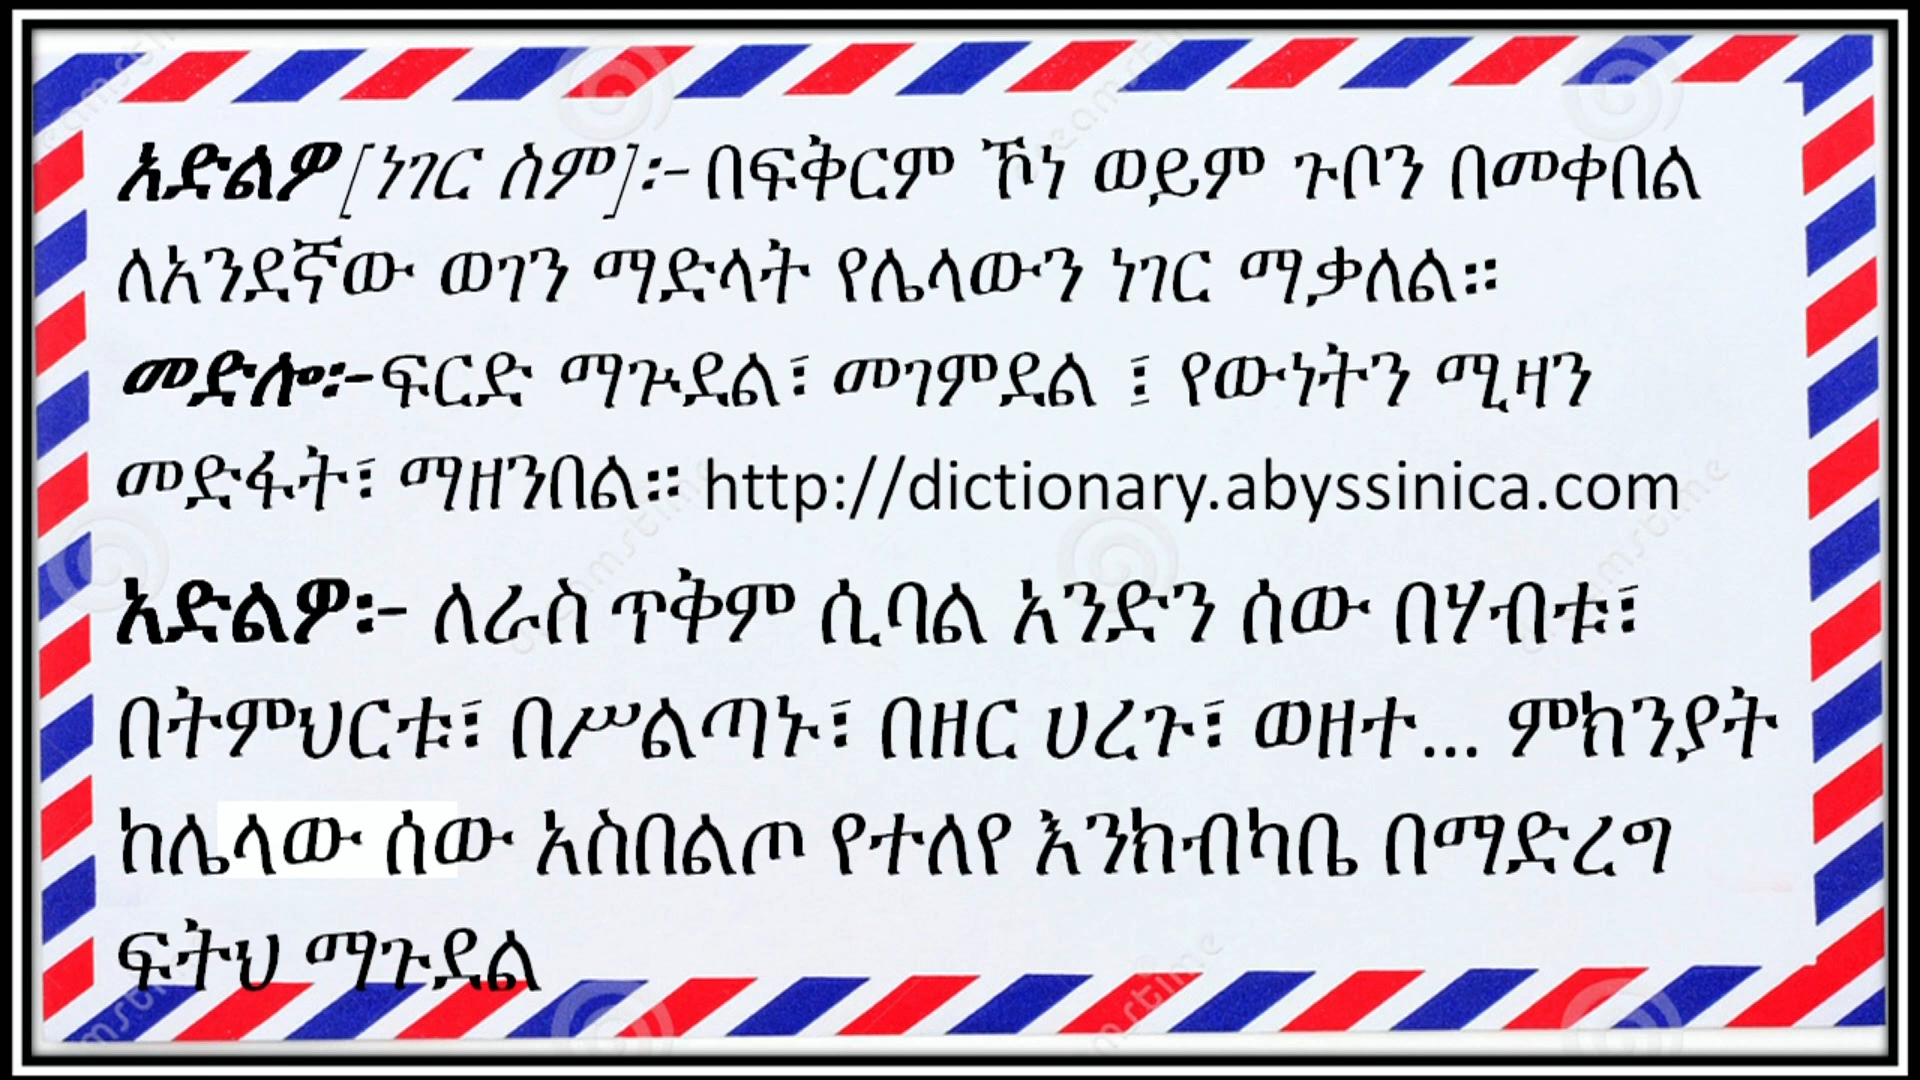 አድልዎ[ነገር ስም]፡- በፍቅርም ኾነ ወይም ጉቦን በመቀበል
ለአንደኛው ወገን ማድላት የሌላውን ነገር ማቃለል።
መድሎ፡-ፍርድ ማጕደል፣ መገምደል ፤ የውነትን ሚዛን
መድፋት፣ ማዘንበል። http://dictionary.abyssinica.com
አድልዎ፡- ለራስ ጥቅም ሲባል አንድን ሰው በሃብቱ፣
በትምህርቱ፣ በሥልጣኑ፣ በዘር ሀረጉ፣ ወዘተ... ምክንያት
ከሌላው ሰው አስበልጦ የተለየ እንክብካቤ በማድረግ
ፍትህ ማጉደል